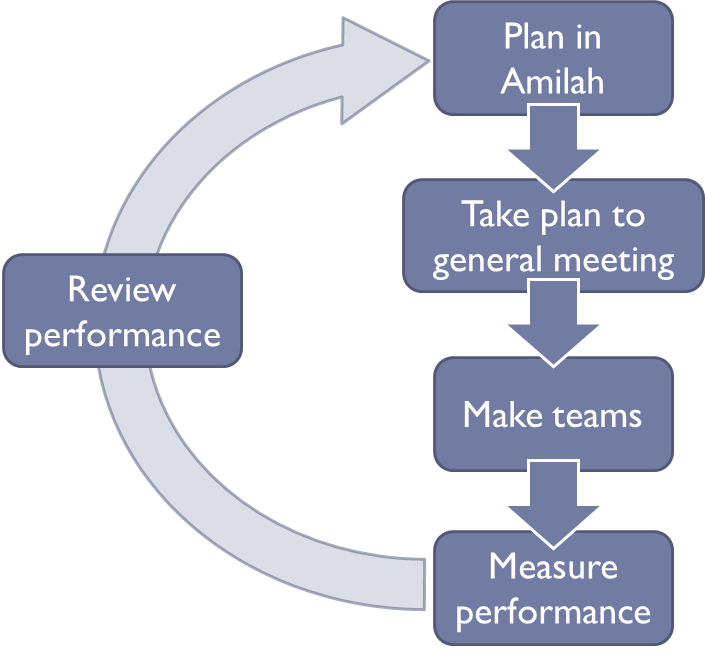 Plan in
Amilah
Take plan to
general meeting
Review
performance
Make teams
Measure
performance